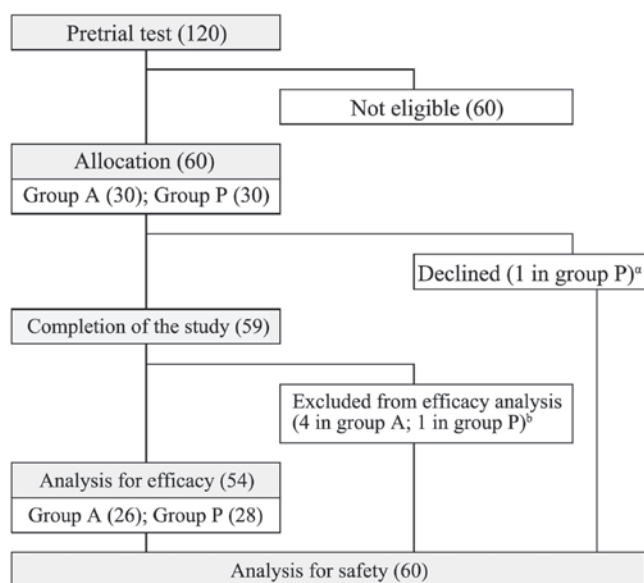 Pretrial test (120)
Not eligible (60)
Allocation (60)
Group A (30); Group P (30)
Declined (1 in group P)ᵅ
Completion of the study (59)
Excluded from efficacy analysis
(4 in group A; 1 in group P)ᵇ
Analysis for efficacy (54)
Group A (26); Group P (28)
Analysis for safety (60)